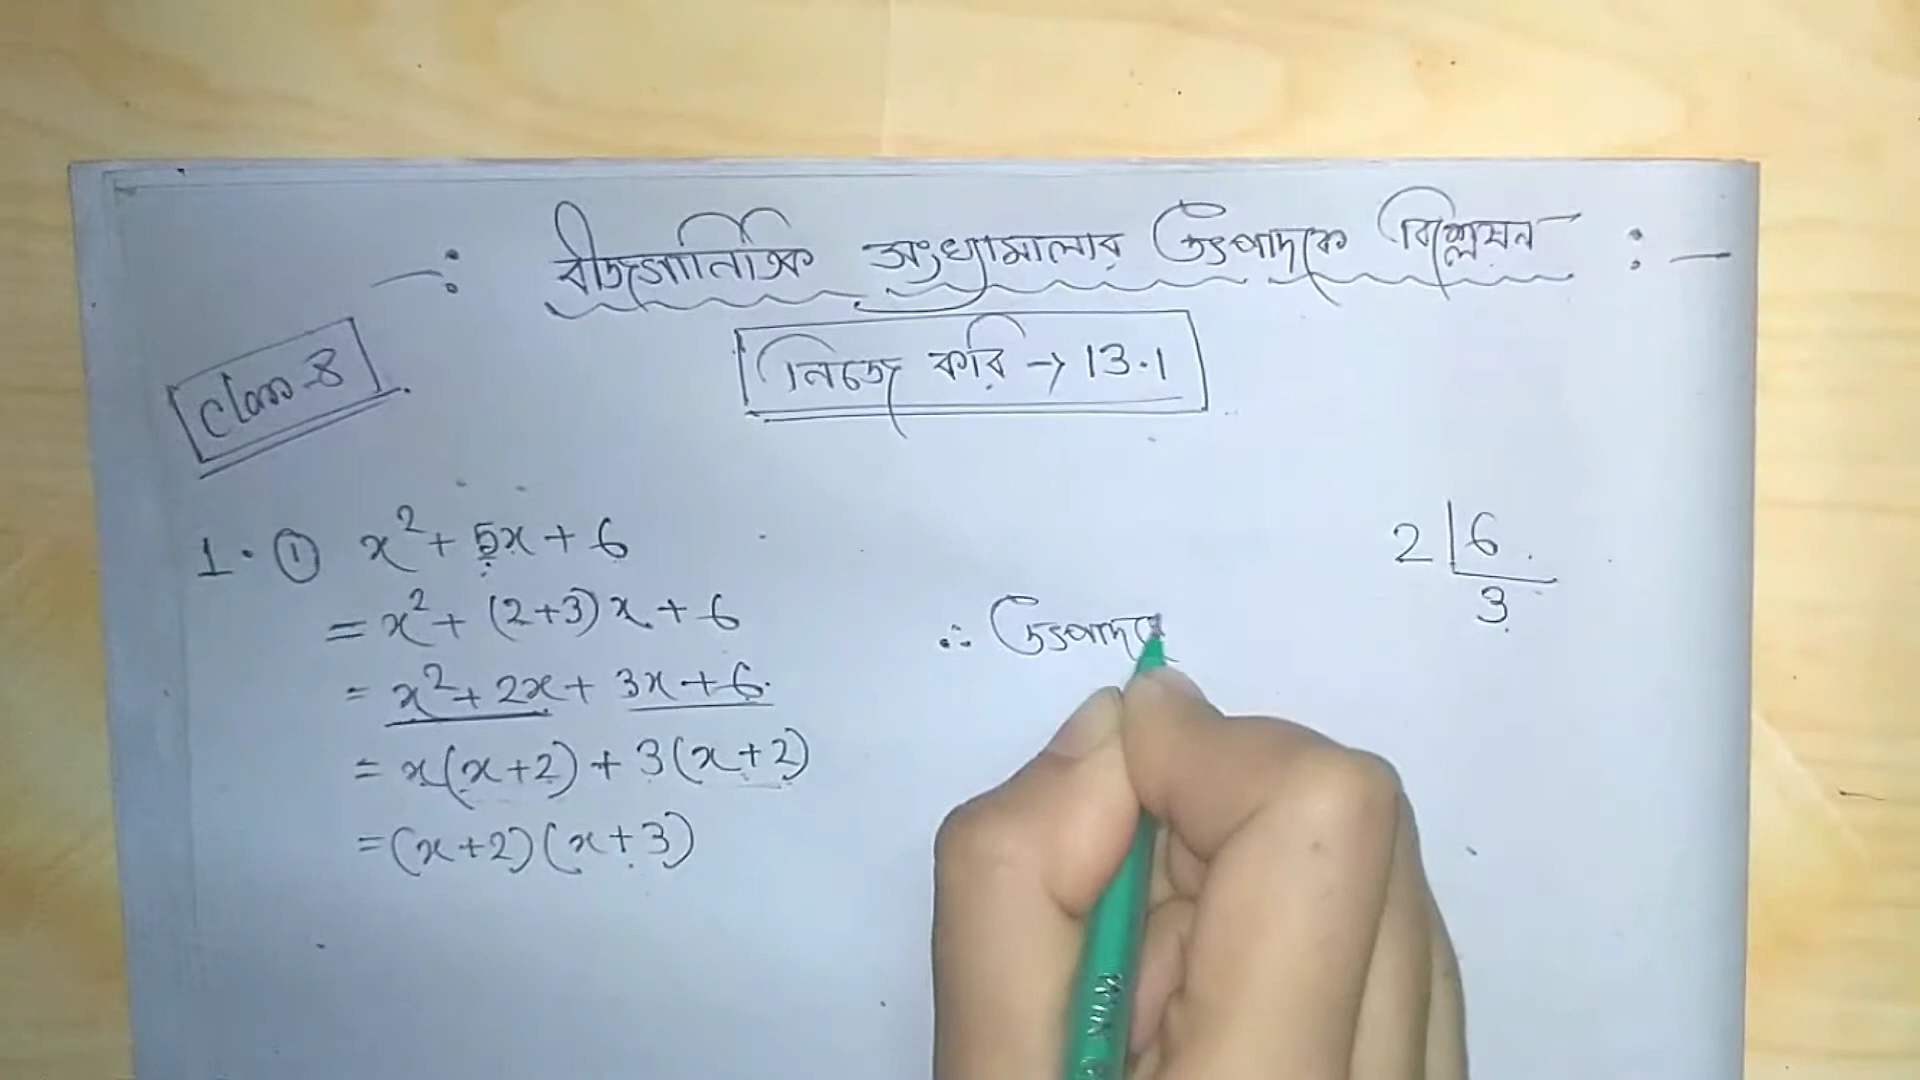 -: বীজগাণিতিক সংখ্যামালার উৎপাদকে বিশ্লেষন :-
নিজে করি → 13.1
Class-8
1. ① x² + 5x + 6
= x² + (2+3)x + 6
= x² + 2x + 3x + 6
= x(x+2) + 3(x+2)
= (x+2)(x+3)
∴ উৎপাদকে
2 | 6
3